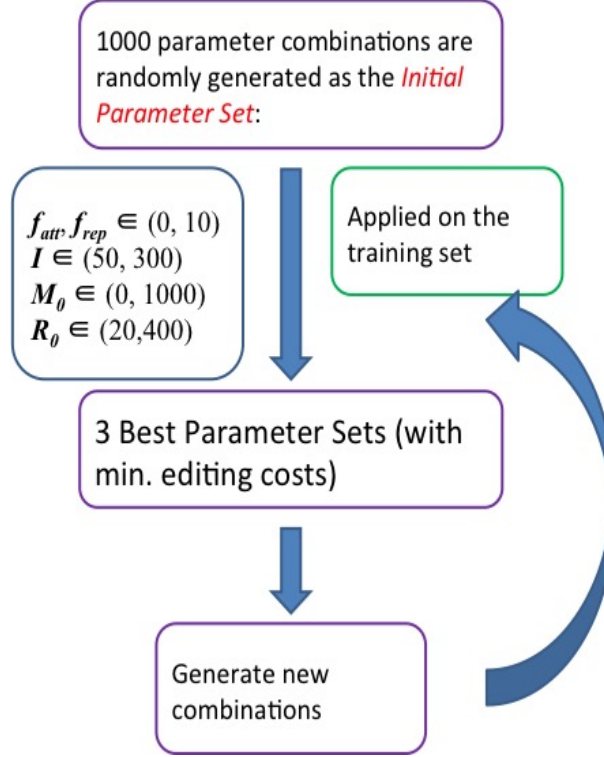 1000 parameter combinations are
randomly generated as the Initial
Parameter Set:
f_att, f_rep ∈ (0, 10)
I ∈ (50, 300)
M_0 ∈ (0, 1000)
R_0 ∈ (20,400)
Applied on the
training set
3 Best Parameter Sets (with
min. editing costs)
Generate new
combinations